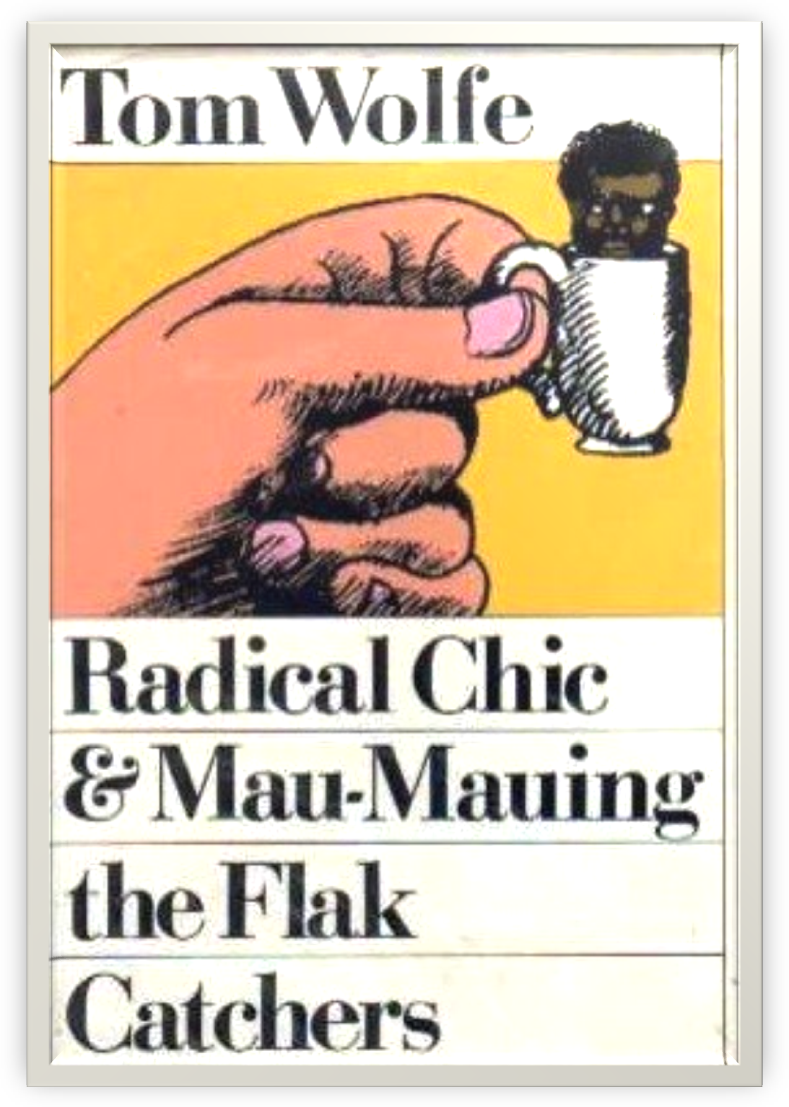 Tom Wolfe
Radical Chic
& Mau-Mauing
the Flak
Catchers